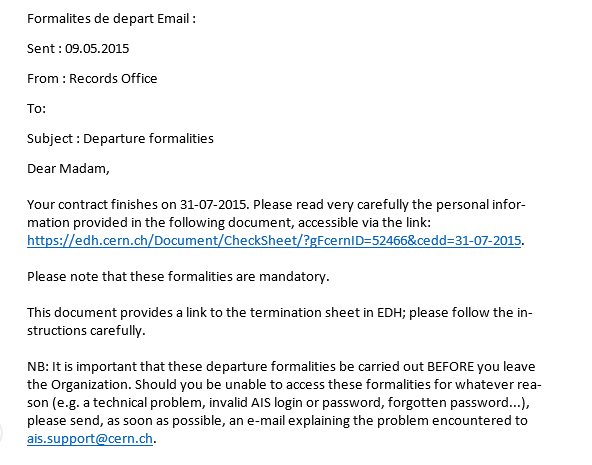 Formalites de depart Email :
Sent : 09.05.2015
From : Records Office
To:
Subject : Departure formalities
Dear Madam,
Your contract finishes on 31-07-2015. Please read very carefully the personal infor-
mation provided in the following document, accessible via the link:
https://edh.cern.ch/Document/CheckSheet/?gFcernID=52466&cedd=31-07-2015.
Please note that these formalities are mandatory.
This document provides a link to the termination sheet in EDH; please follow the in-
structions carefully.
NB: It is important that these departure formalities be carried out BEFORE you leave
the Organization. Should you be unable to access these formalities for whatever rea-
son (e.g. a technical problem, invalid AIS login or password, forgotten password...),
please send, as soon as possible, an e-mail explaining the problem encountered to
ais.support@cern.ch.